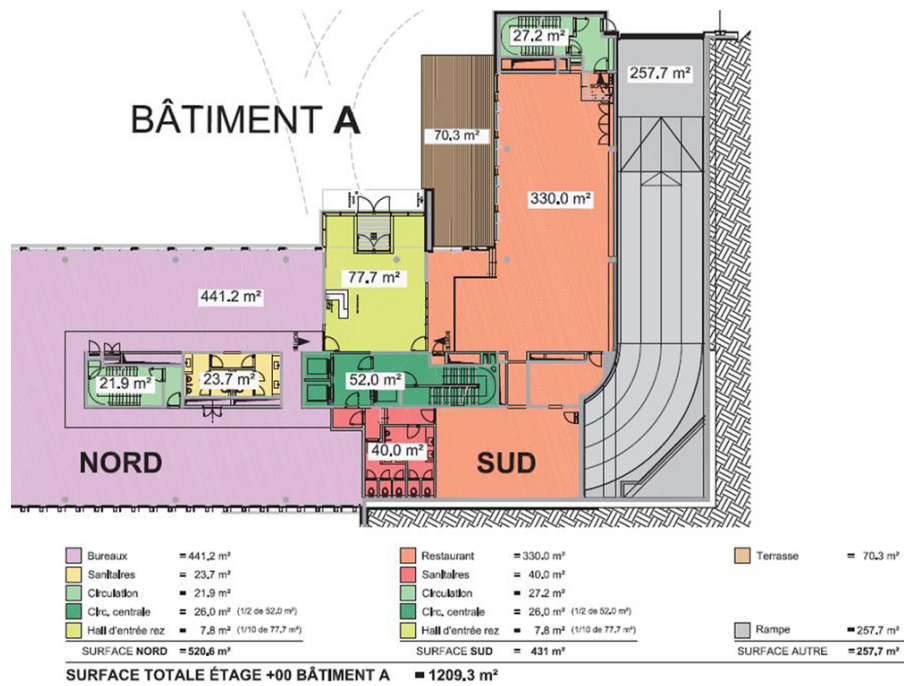 27.2 m²
257.7 m²
BÂTIMENT A
70.3 m²
330.0 m²
77.7 m²
441.2 m²
21.9 m²
23.7 m²
52.0 m²
NORD
40.0 m²
SUD
Bureaux = 441.2 m²
Sanitaires = 23.7 m²
Circulation = 21.9 m²
Circ. centrale = 26.0 m² (1/2 de 52.0 m²)
Hall d'entrée rez = 7.8 m² (1/10 de 77.7 m²)
SURFACE NORD = 520.6 m²
Restaurant = 330.0 m²
Sanitaires = 40.0 m²
Circulation = 27.2 m²
Circ. centrale = 26.0 m² (1/2 de 52.0 m²)
Hall d'entrée rez = 7.8 m² (1/10 de 77.7 m²)
SURFACE SUD = 431 m²
Terrasse = 70.3 m²
Rampe = 257.7 m²
SURFACE AUTRE = 257.7 m²
SURFACE TOTALE ÉTAGE +00 BÂTIMENT A = 1209.3 m²